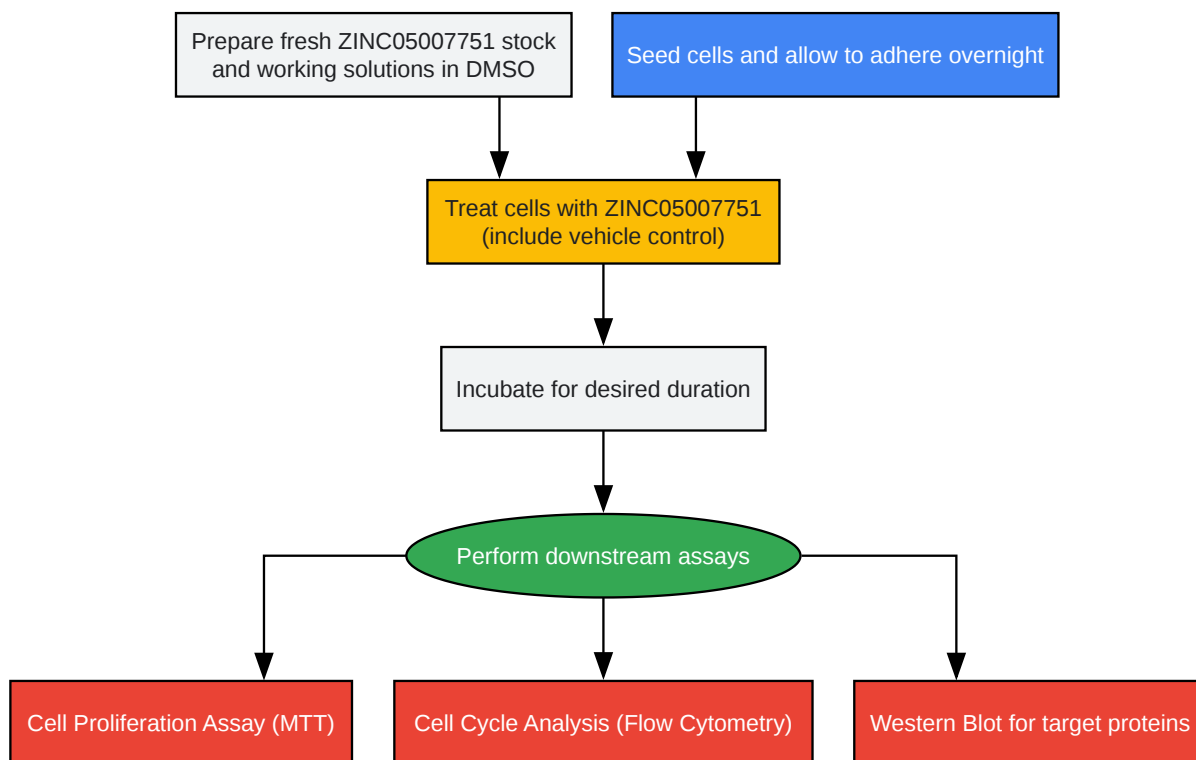 Prepare fresh ZINC05007751 stock
and working solutions in DMSO
Seed cells and allow to adhere overnight
Treat cells with ZINC05007751
(include vehicle control)
Incubate for desired duration
Perform downstream assays
Cell Proliferation Assay (MTT)
Cell Cycle Analysis (Flow Cytometry)
Western Blot for target proteins